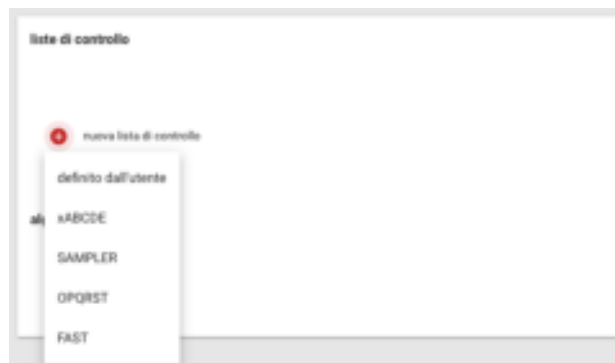 liste di controllo
nuova lista di controllo
definito dall'utente
xABCDE
SAMPLER
OPQRST
FAST